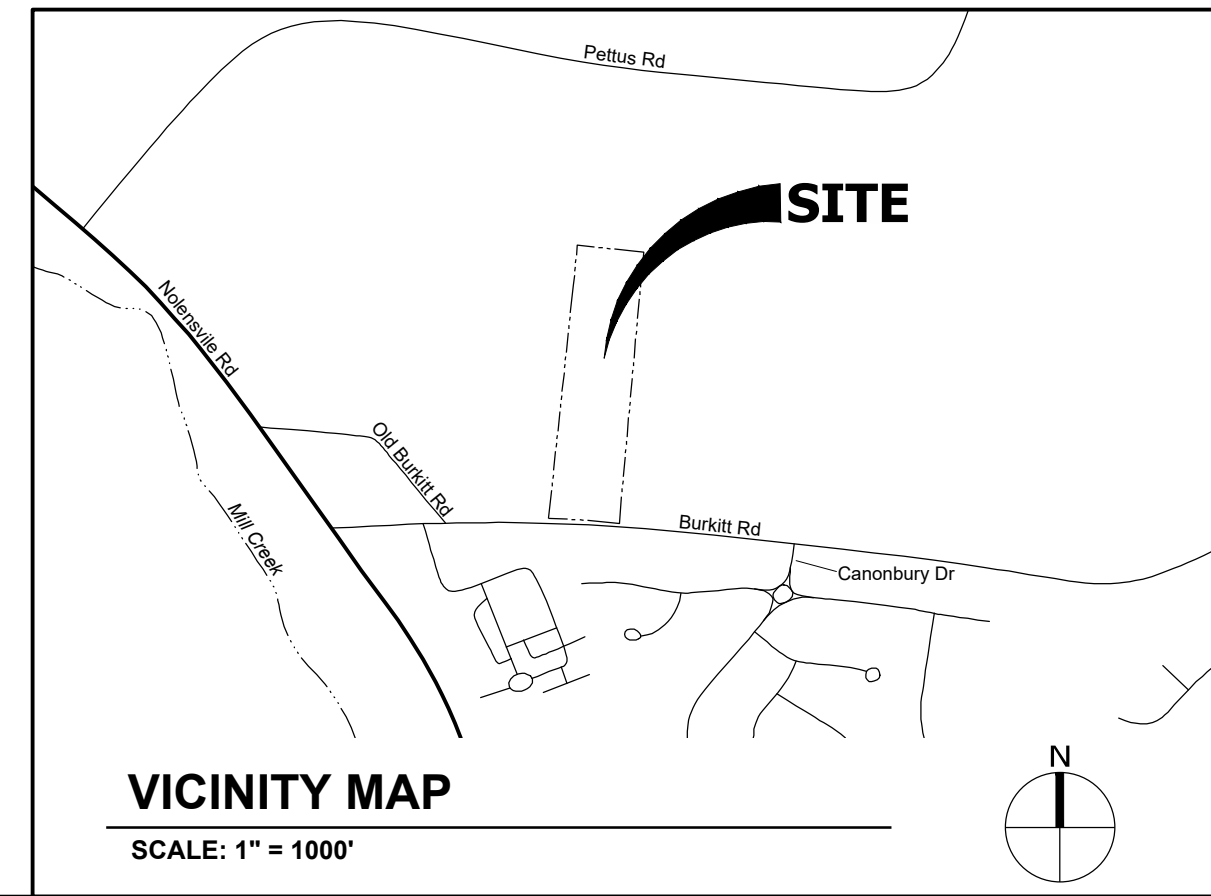 Pettus Rd
SITE
Nolensvile Rd
Old Burkitt Rd
Mill Creek
Burkitt Rd
Canonbury Dr
VICINITY MAP
SCALE: 1" = 1000'
N